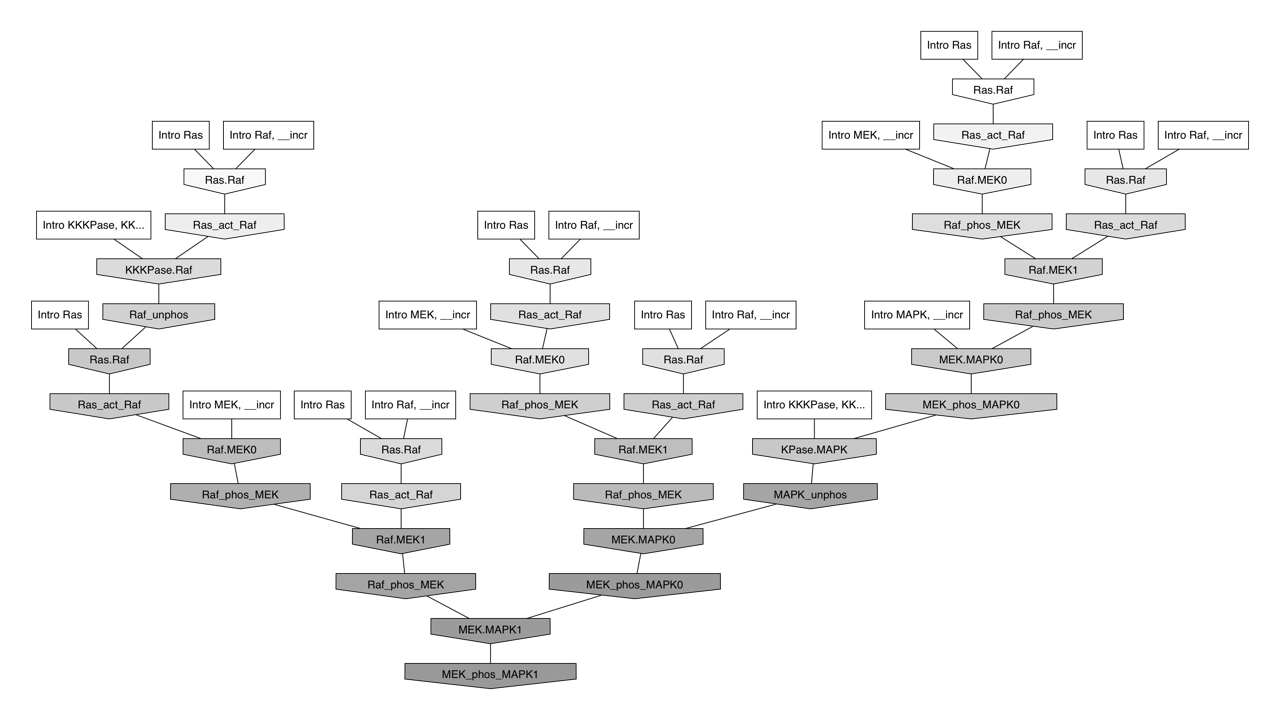 Intro Ras
Intro Raf, __incr
Ras.Raf
Intro Ras
Intro Raf, __incr
Intro MEK, __incr
Ras_act_Raf
Intro Ras
Intro Raf, __incr
Ras.Raf
Raf.MEK0
Ras.Raf
Intro KKKPase, KK...
Ras_act_Raf
Intro Ras
Intro Raf, __incr
Raf_phos_MEK
Ras_act_Raf
KKKPase.Raf
Ras.Raf
Raf.MEK1
Intro Ras
Raf_unphos
Intro MEK, __incr
Ras_act_Raf
Intro Ras
Intro Raf, __incr
Intro MAPK, __incr
Raf_phos_MEK
Ras.Raf
Raf.MEK0
Ras.Raf
MEK.MAPK0
Ras_act_Raf
Intro MEK, __incr
Intro Ras
Intro Raf, __incr
Raf_phos_MEK
Ras_act_Raf
Intro KKKPase, KK...
MEK_phos_MAPK0
Raf.MEK0
Ras.Raf
Raf.MEK1
KPase.MAPK
Raf_phos_MEK
Ras_act_Raf
Raf_phos_MEK
MAPK_unphos
Raf.MEK1
MEK.MAPK0
Raf_phos_MEK
MEK_phos_MAPK0
MEK.MAPK1
MEK_phos_MAPK1